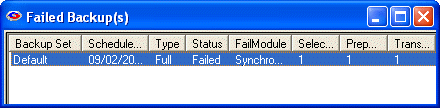 Failed Backup(s)
Backup Set Schedule... Type Status FailModule Selec... Prep... Trans...
Default 09/02/20... Full Failed Synchro... 1 1 1